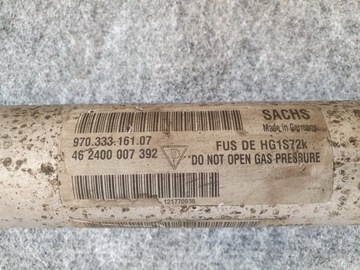 SACHS
Made in Germany
970.333.161.07
46 2400 007 392
FUS DE HG1S72k
DO NOT OPEN GAS PRESSURE
121770938